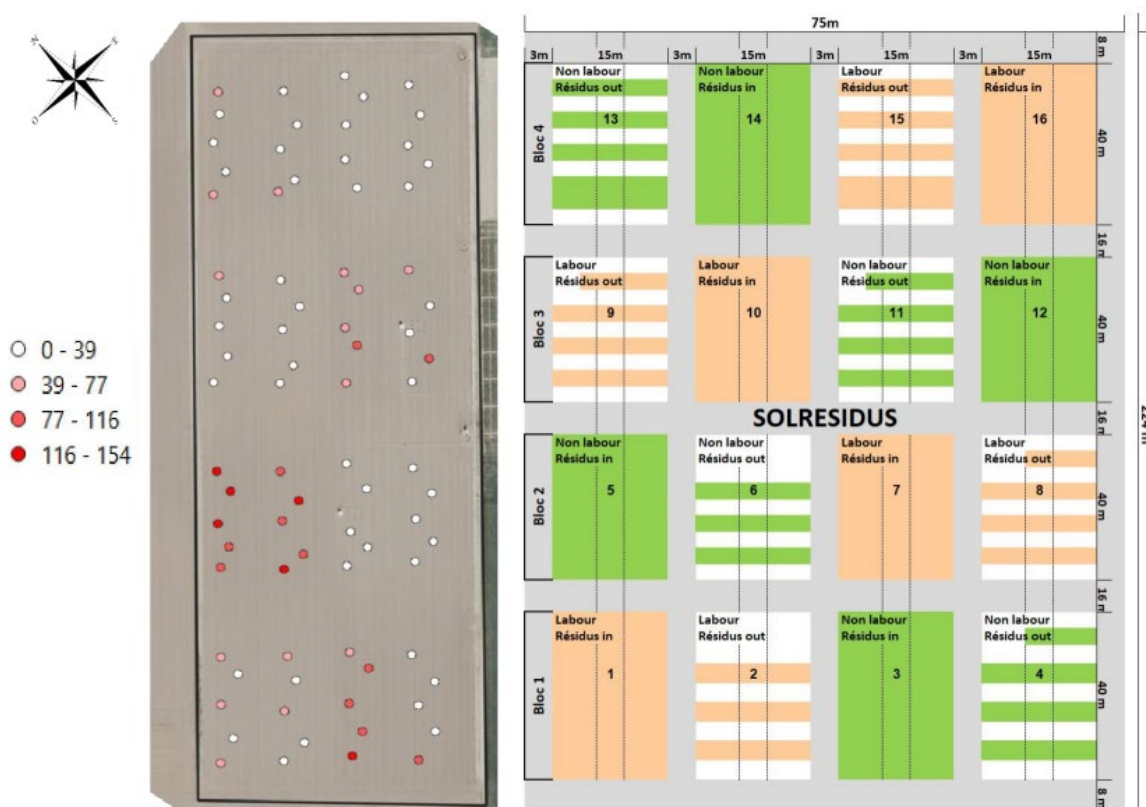 N
E
O
S
0 - 39
39 - 77
77 - 116
116 - 154
75m
8 m
3m 15m 3m 15m 3m 15m 3m 15m
Bloc 4
Non labour
Résidus out
13
Non labour
Résidus in
14
Labour
Résidus out
15
Labour
Résidus in
16
40 m
16 m
Bloc 3
Labour
Résidus out
9
Labour
Résidus in
10
Non labour
Résidus out
11
Non labour
Résidus in
12
40 m
SOLRESIDUS
16 m
224 m
Bloc 2
Non labour
Résidus in
5
Non labour
Résidus out
6
Labour
Résidus in
7
Labour
Résidus out
8
40 m
16 m
Bloc 1
Labour
Résidus in
1
Labour
Résidus out
2
Non labour
Résidus in
3
Non labour
Résidus out
4
40 m
8 m